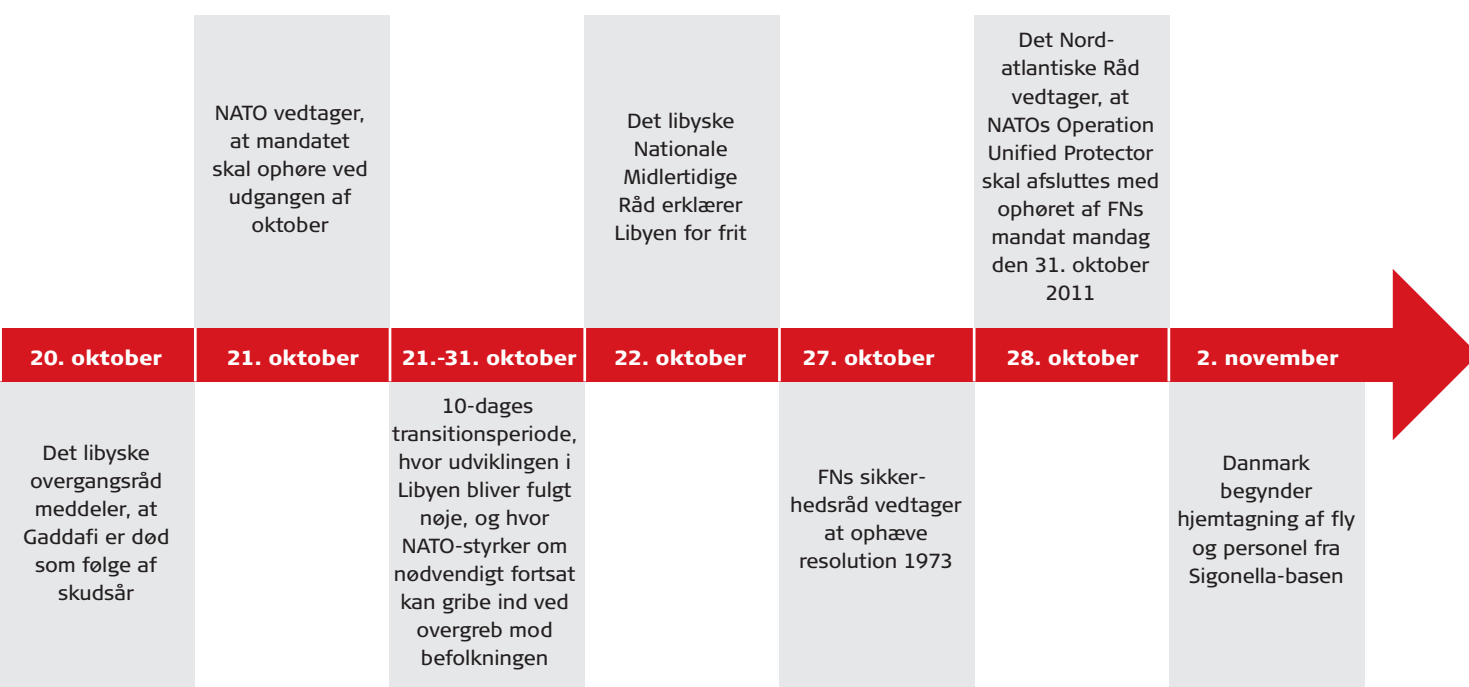 20. oktober
Det libyske
overgangsråd
meddeler, at
Gaddafi er død
som følge af
skudsår
NATO vedtager,
at mandatet
skal ophøre ved
udgangen af
oktober
21. oktober
21.-31. oktober
10-dages
transitionsperiode,
hvor udviklingen i
Libyen bliver fulgt
nøje, og hvor
NATO-styrker om
nødvendigt fortsat
kan gribe ind ved
overgreb mod
befolkningen
Det libyske
Nationale
Midlertidige
Råd erklærer
Libyen for frit
22. oktober
27. oktober
FNs sikker-
hedsråd vedtager
at ophæve
resolution 1973
Det Nord-
atlantiske Råd
vedtager, at
NATOs Operation
Unified Protector
skal afsluttes med
ophøret af FNs
mandat mandag
den 31. oktober
2011
28. oktober
2. november
Danmark
begynder
hjemtagning af fly
og personel fra
Sigonella-basen